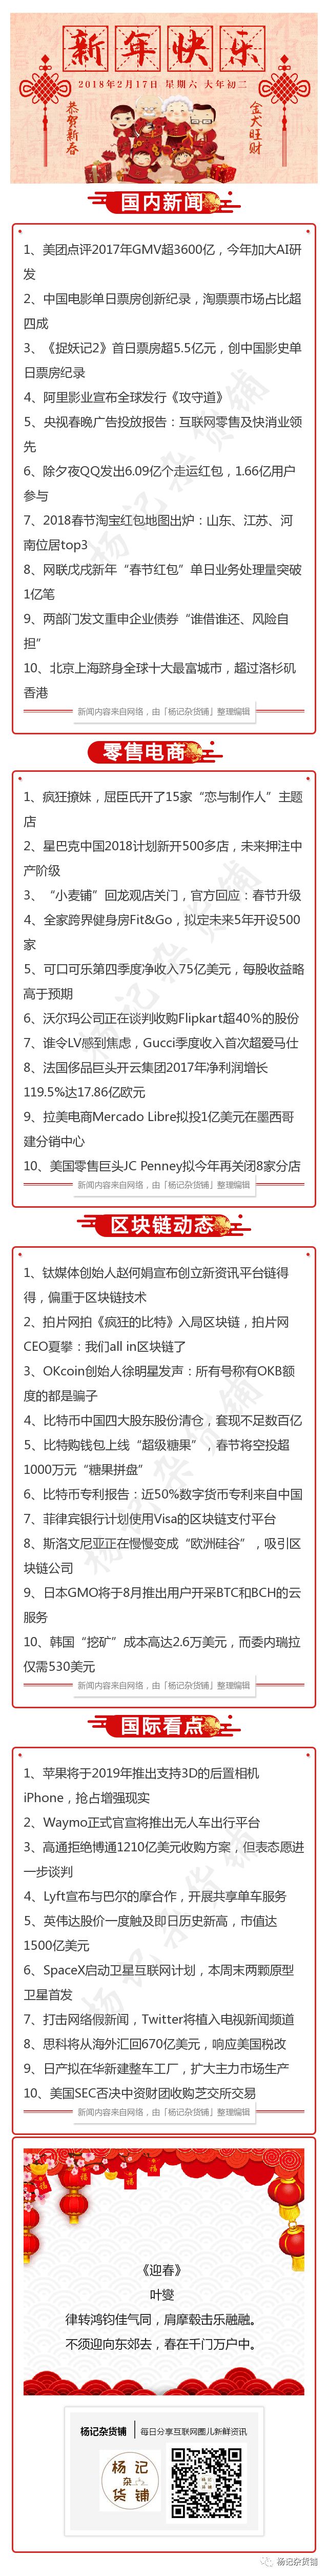 新年快乐
2018年2月17日 星期六 大年初二
恭贺新春
金犬旺财
国内新闻
1、美团点评2017年GMV超3600亿，今年加大AI研
发
2、中国电影单日票房创新纪录，淘票票市场占比超
四成
3、《捉妖记2》首日票房超5.5亿元，创中国影史单
日票房纪录
4、阿里影业宣布全球发行《攻守道》
5、央视春晚广告投放报告：互联网零售及快消业领
先
6、除夕夜QQ发出6.09亿个走运红包，1.66亿用户
参与
7、2018春节淘宝红包地图出炉：山东、江苏、河
南位居top3
8、网联戊戌新年“春节红包”单日业务处理量突破
1亿笔
9、两部门发文重申企业债券“谁借谁还、风险自
担”
10、北京上海跻身全球十大最富城市，超过洛杉矶
香港
新闻内容来自网络，由「杨记杂货铺」整理编辑
杨记杂货铺
零售电商
1、疯狂撩妹，屈臣氏开了15家“恋与制作人”主题
店
2、星巴克中国2018计划新开500多店，未来押注中
产阶级
3、“小麦铺”回龙观店关门，官方回应：春节升级
4、全家跨界健身房Fit&Go，拟定未来5年开设500
家
5、可口可乐第四季度净收入75亿美元，每股收益略
高于预期
6、沃尔玛公司正在谈判收购Flipkart超40%的股份
7、谁令LV感到焦虑，Gucci季度收入首次超爱马仕
8、法国侈品巨头开云集团2017年净利润增长
119.5%达17.86亿欧元
9、拉美电商Mercado Libre拟投1亿美元在墨西哥
建分销中心
10、美国零售巨头JC Penney拟今年再关闭8家分店
新闻内容来自网络，由「杨记杂货铺」整理编辑
杨记杂货铺
区块链动态
1、钛媒体创始人赵何娟宣布创立新资讯平台链得
得，偏重于区块链技术
2、拍片网拍《疯狂的比特》入局区块链，拍片网
CEO夏攀：我们all in区块链了
3、OKcoin创始人徐明星发声：所有号称有OKB额
度的都是骗子
4、比特币中国四大股东股份清仓，套现不足数百亿
5、比特购钱包上线“超级糖果”，春节将空投超
1000万元“糖果拼盘”
6、比特币专利报告：近50%数字货币专利来自中国
7、菲律宾银行计划使用Visa的区块链支付平台
8、斯洛文尼亚正在慢慢变成“欧洲硅谷”，吸引区
块链公司
9、日本GMO将于8月推出用户开采BTC和BCH的云
服务
10、韩国“挖矿”成本高达2.6万美元，而委内瑞拉
仅需530美元
新闻内容来自网络，由「杨记杂货铺」整理编辑
杨记杂货铺
国际看点
1、苹果将于2019年推出支持3D的后置相机
iPhone，抢占增强现实
2、Waymo正式官宣将推出无人车出行平台
3、高通拒绝博通1210亿美元收购方案，但表态愿进
一步谈判
4、Lyft宣布与巴尔的摩合作，开展共享单车服务
5、英伟达股价一度触及即日历史新高，市值达
1500亿美元
6、SpaceX启动卫星互联网计划，本周末两颗原型
卫星首发
7、打击网络假新闻，Twitter将植入电视新闻频道
8、思科将从海外汇回670亿美元，响应美国税改
9、日产拟在华新建整车工厂，扩大主力市场生产
10、美国SEC否决中资财团收购芝交所交易
新闻内容来自网络，由「杨记杂货铺」整理编辑
杨记杂货铺
《迎春》
叶燮
律转鸿钧佳气同，肩摩毂击乐融融。
不须迎向东郊去，春在千门万户中。
杨记杂货铺 每日分享互联网圈儿新鲜资讯
杨记
杂
货铺
杨记杂货铺